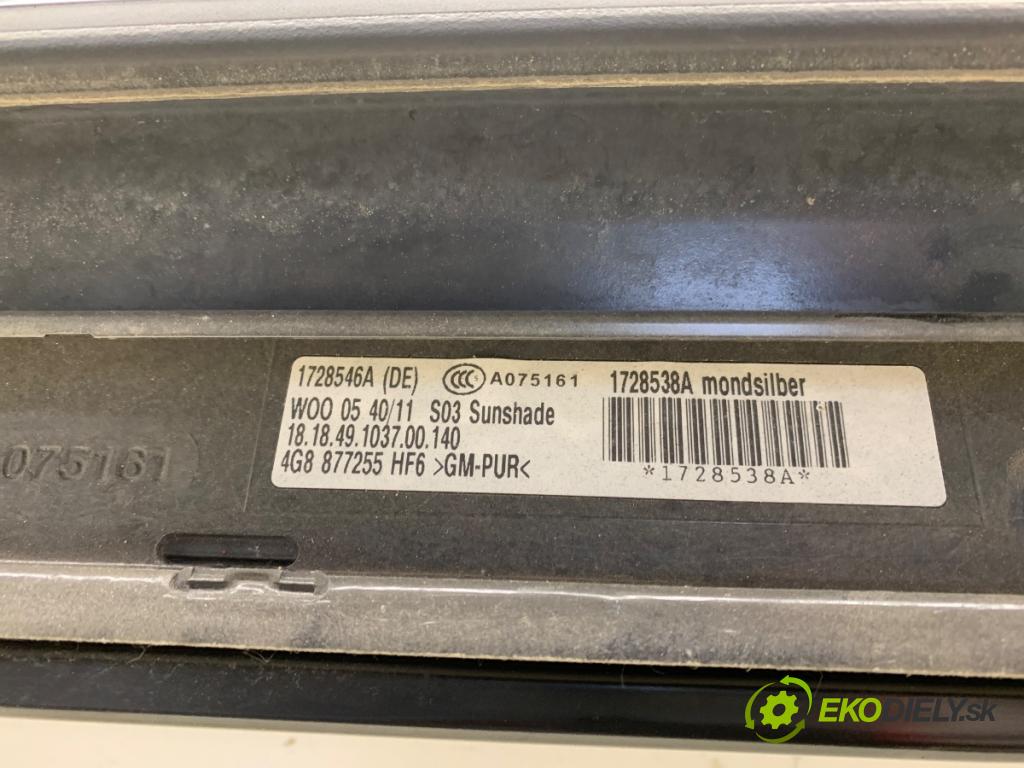 1728546A (DE) CCC A075161 1728538A mondsilber
WOO 05 40/11 S03 Sunshade
18.18.49.1037.00.140
4G8 877255 HF6 >GM-PUR<
*1728538A*
075161
EKODIELY.sk